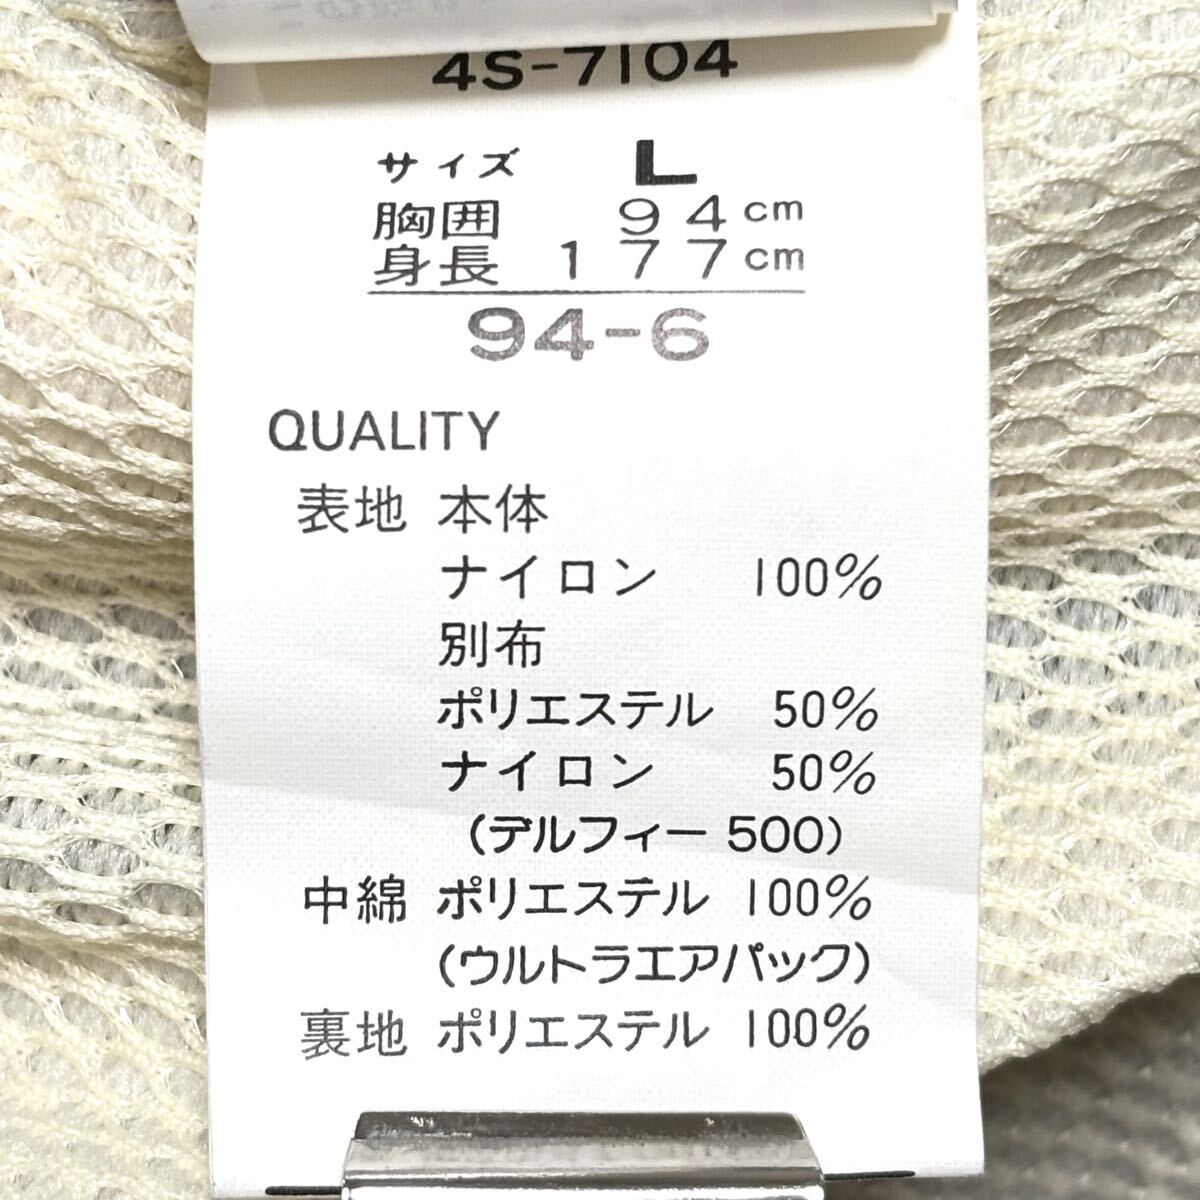 4S-7104
サイズ L
胸囲 94cm
身長 177cm
94-6
QUALITY
表地 本体
ナイロン 100%
別布
ポリエステル 50%
ナイロン 50%
(デルフィー500)
中綿 ポリエステル 100%
(ウルトラエアパック)
裏地 ポリエステル 100%